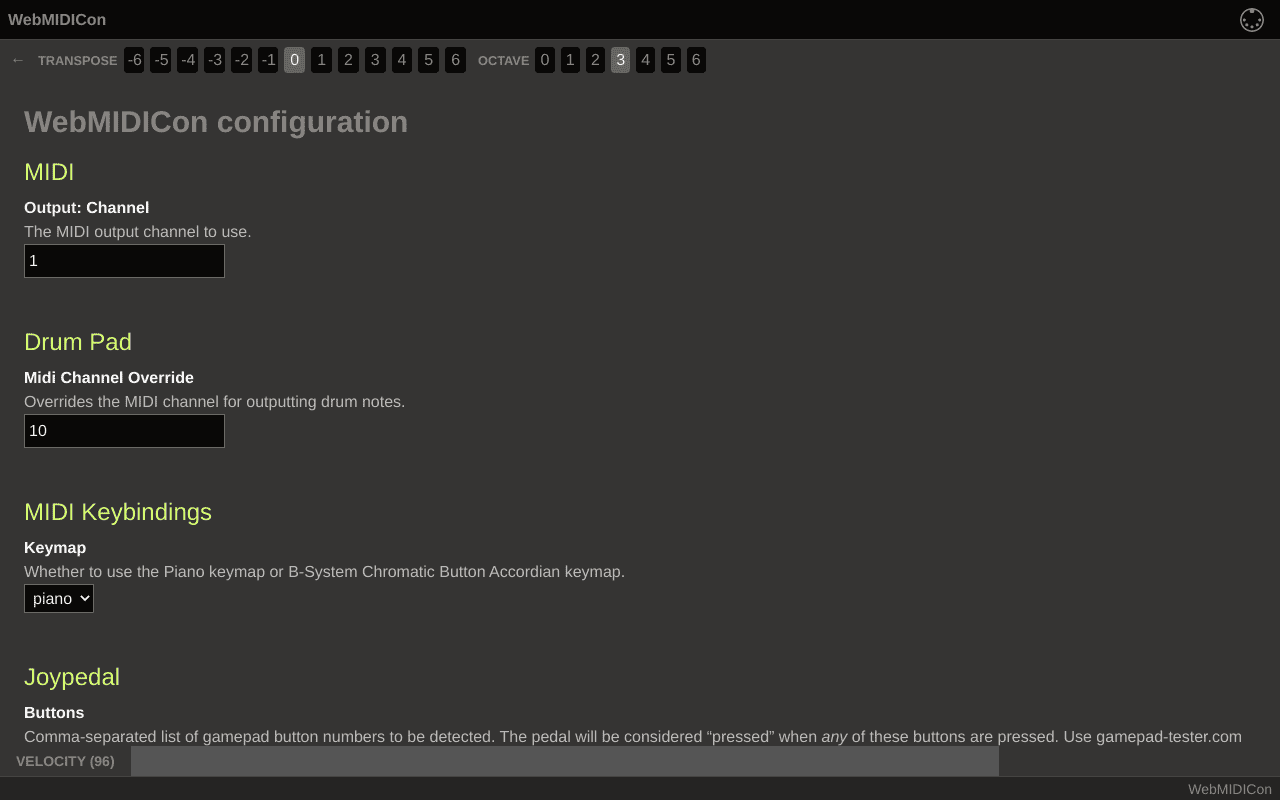 WebMIDICon
← TRANSPOSE -6 -5 -4 -3 -2 -1 0 1 2 3 4 5 6 OCTAVE 0 1 2 3 4 5 6
WebMIDICon configuration
MIDI
Output: Channel
The MIDI output channel to use.
1
Drum Pad
Midi Channel Override
Overrides the MIDI channel for outputting drum notes.
10
MIDI Keybindings
Keymap
Whether to use the Piano keymap or B-System Chromatic Button Accordian keymap.
piano
Joypedal
Buttons
Comma-separated list of gamepad button numbers to be detected. The pedal will be considered “pressed” when any of these buttons are pressed. Use gamepad-tester.com
VELOCITY (96)
WebMIDICon